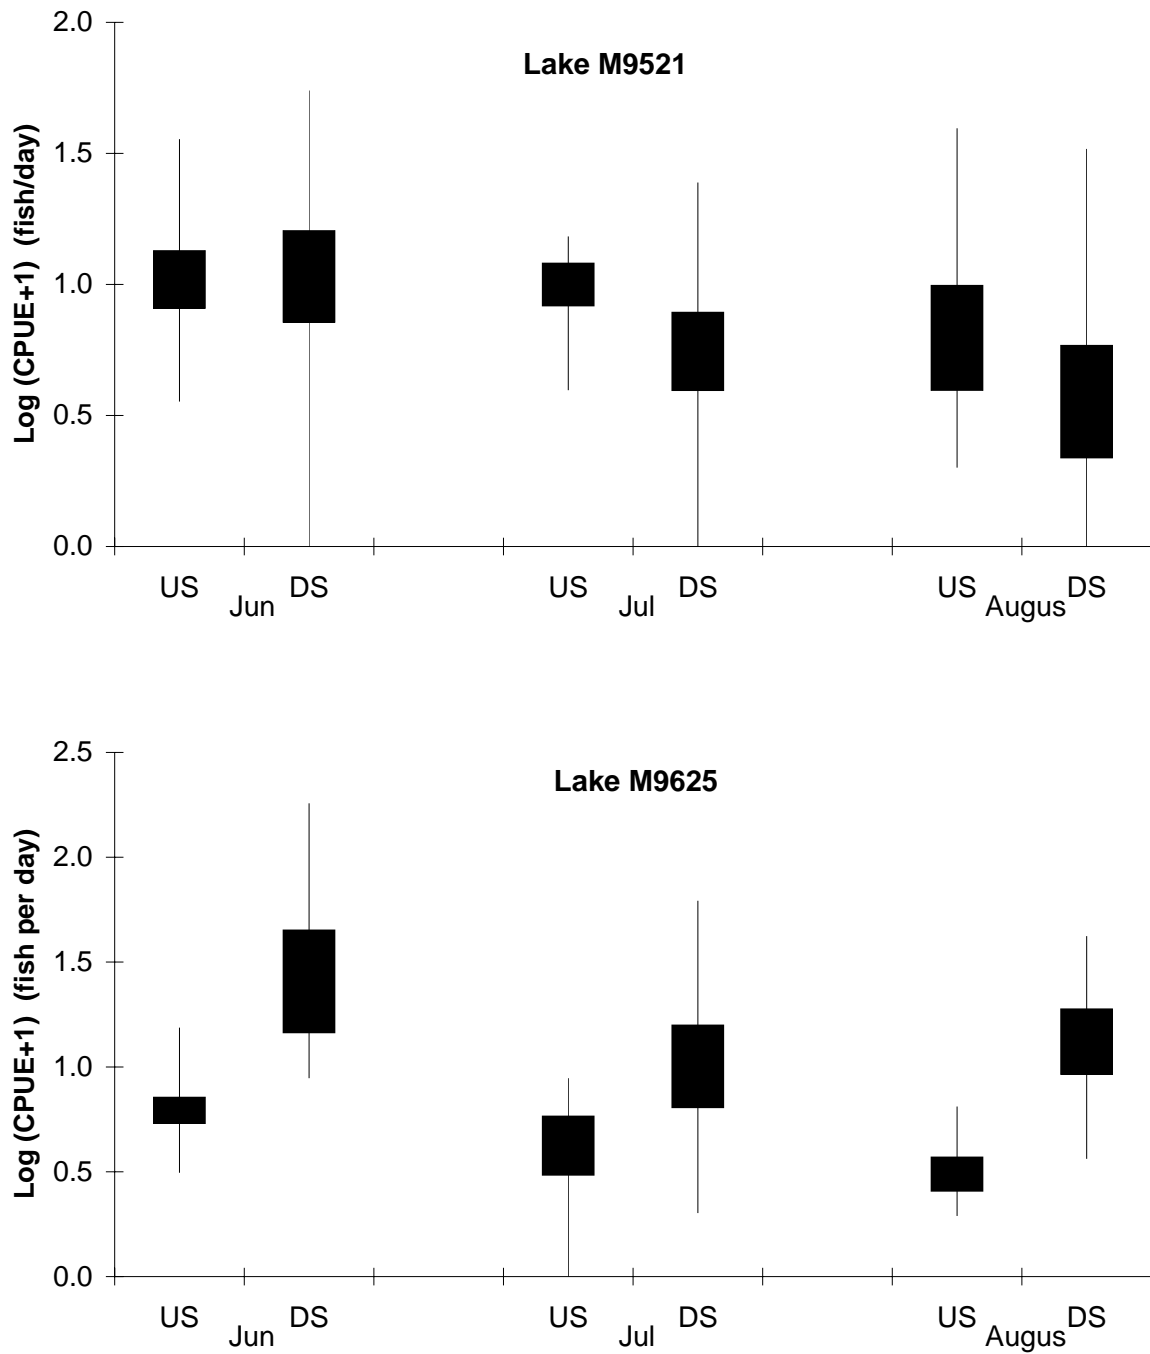 Lake M9521
Log (CPUE+1)  (fish/day)
2.0
1.5
1.0
0.5
0.0
US DS US DS US DS
Jun Jul Augus
Lake M9625
Log (CPUE+1)  (fish per day)
2.5
2.0
1.5
1.0
0.5
0.0
US DS US DS US DS
Jun Jul Augus